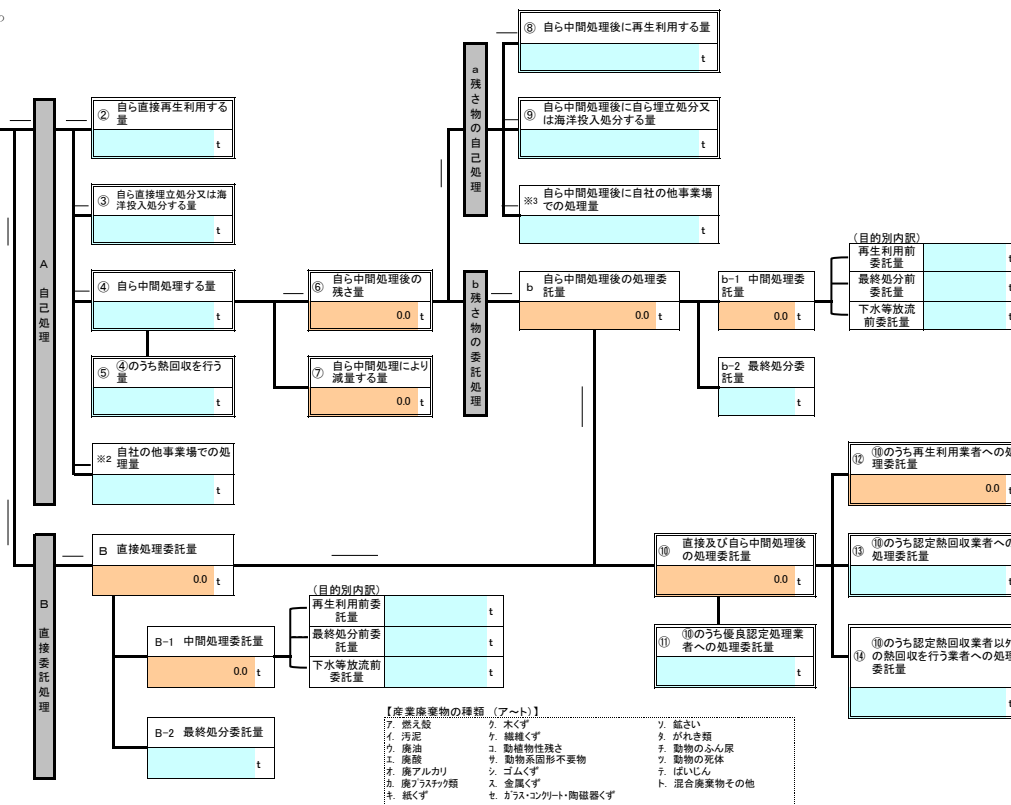 ⑧ 自ら中間処理後に再生利用する量
t
a 残さ物の自己処理
② 自ら直接再生利用する
量
t
⑨ 自ら中間処理後に自ら埋立処分又
は海洋投入処分する量
t
③ 自ら直接埋立処分又は海
洋投入処分する量
t
※3 自ら中間処理後に自社の他事業場
での処理量
t
A 自己処理
④ 自ら中間処理する量
t
⑥ 自ら中間処理後の
残さ量
0.0 t
b 残さ物の委託処理
b 自ら中間処理後の処理委
託量
0.0 t
b-1 中間処理委
託量
0.0 t
(目的別内訳)
再生利用前
委託量
t
最終処分前
委託量
t
下水等放流
前委託量
t
⑤ ④のうち熱回収を行う
量
t
⑦ 自ら中間処理により
減量する量
0.0 t
b-2 最終処分委
託量
t
※2 自社の他事業場での処
理量
t
⑫ ⑩のうち再生利用業者への処
理委託量
0.0 t
B 直接委託処理
B 直接処理委託量
0.0 t
⑩ 直接及び自ら中間処理後
の処理委託量
0.0 t
⑬ ⑩のうち認定熱回収業者への
処理委託量
t
B-1 中間処理委託量
0.0 t
(目的別内訳)
再生利用前委
託量
t
最終処分前委
託量
t
下水等放流前
委託量
t
⑪ ⑩のうち優良認定処理業
者への処理委託量
t
⑭ ⑩のうち認定熱回収業者以外
の熱回収を行う業者への処理
委託量
t
B-2 最終処分委託量
t
【産業廃棄物の種類 (ア～ト)】
ア. 燃え殻
イ. 汚泥
ウ. 廃油
エ. 廃酸
オ. 廃アルカリ
カ. 廃プラスチック類
キ. 紙くず
ク. 木くず
ケ. 繊維くず
コ. 動植物性残さ
サ. 動物系固形不要物
シ. ゴムくず
ス. 金属くず
セ. ガラス・コンクリート・陶磁器くず
ソ. 鉱さい
タ. がれき類
チ. 動物のふん尿
ツ. 動物の死体
テ. ばいじん
ト. 混合廃棄物その他